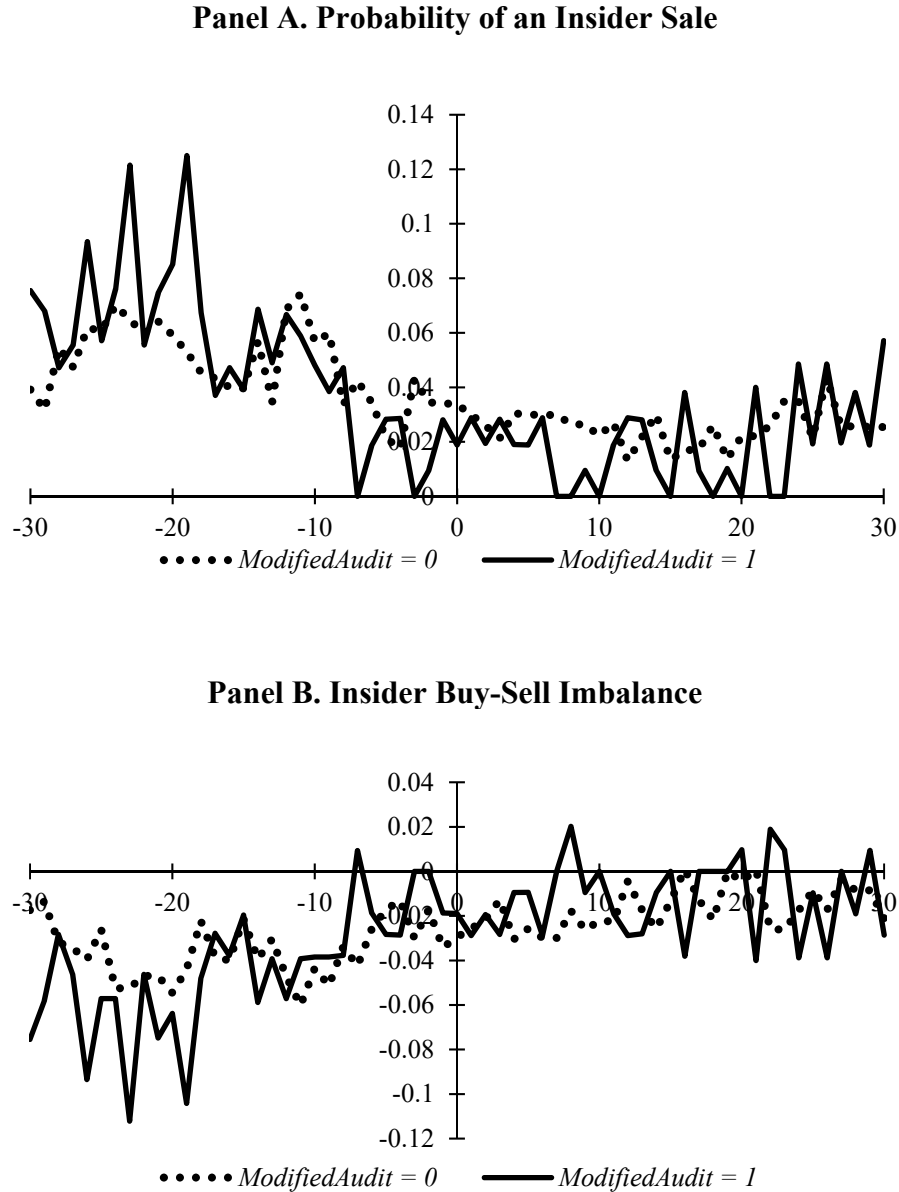 Panel A. Probability of an Insider Sale
0.14
0.12
0.1
0.08
0.06
0.04
0.02
0
-30 -20 -10 0 10 20 30
ModifiedAudit = 0 ModifiedAudit = 1
Panel B. Insider Buy-Sell Imbalance
0.04
0.02
0
-30 -20 -10 0 10 20 30
-0.02
-0.04
-0.06
-0.08
-0.1
-0.12
ModifiedAudit = 0 ModifiedAudit = 1